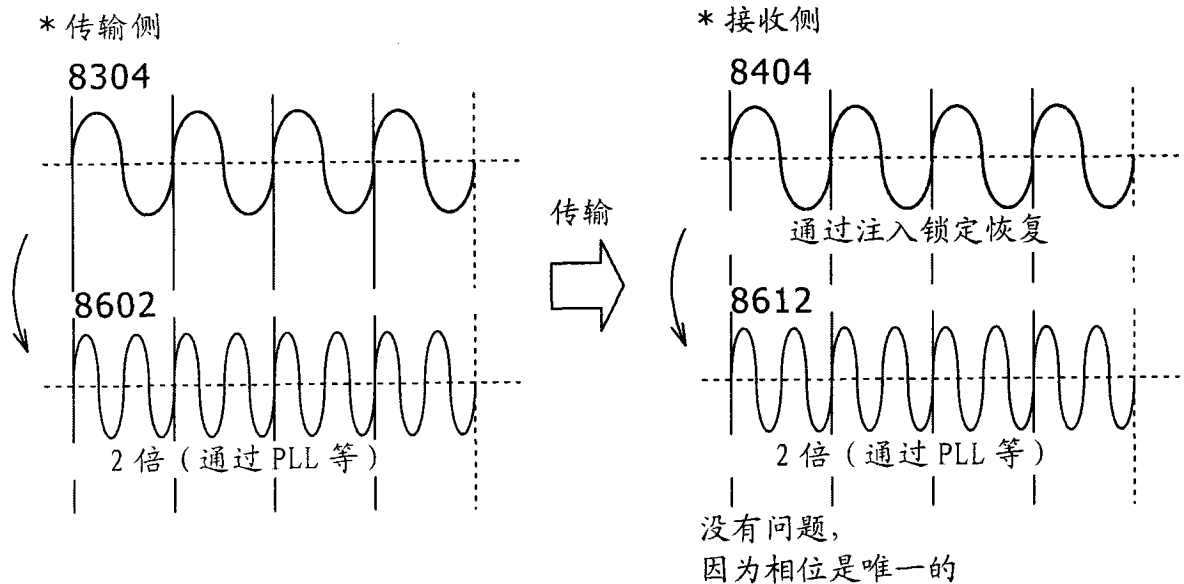 * 传输侧
8304
8602
2 倍 ( 通过 PLL 等 )
传输
* 接收侧
8404
通过注入锁定恢复
8612
2 倍 ( 通过 PLL 等 )
没有问题，
因为相位是唯一的